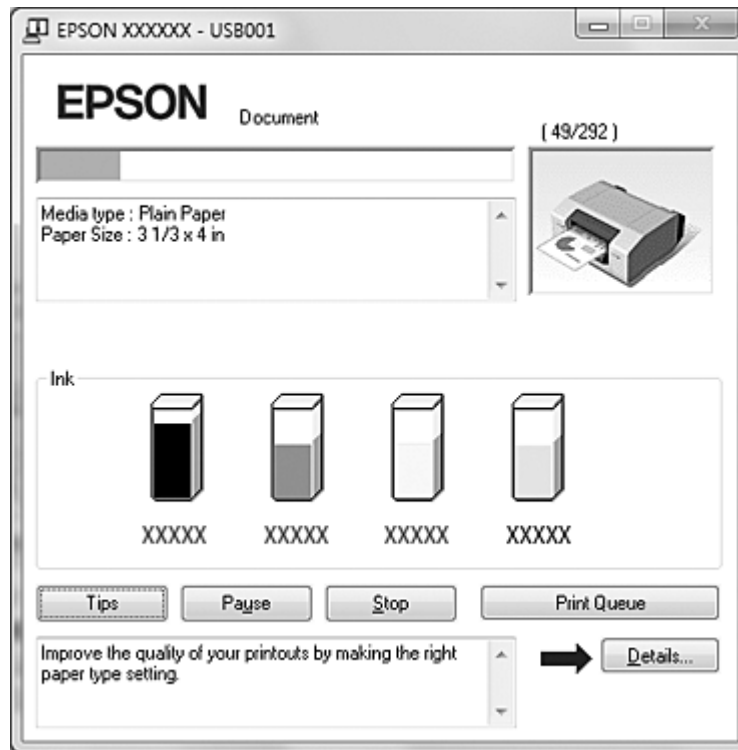 EPSON XXXXXX - USB001
EPSON Document
( 49/292 )
Media type : Plain Paper
Paper Size : 3 1/3 x 4 in
Ink
XXXXX XXXXX XXXXX XXXXX
Tips Pause Stop Print Queue
Improve the quality of your printouts by making the right
paper type setting.
Details...